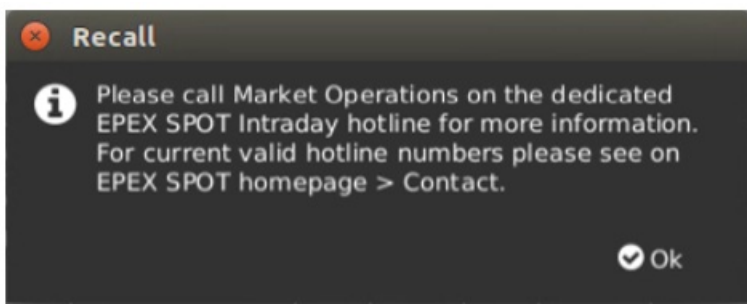 Recall
Please call Market Operations on the dedicated
EPEX SPOT Intraday hotline for more information.
For current valid hotline numbers please see on
EPEX SPOT homepage > Contact.
Ok